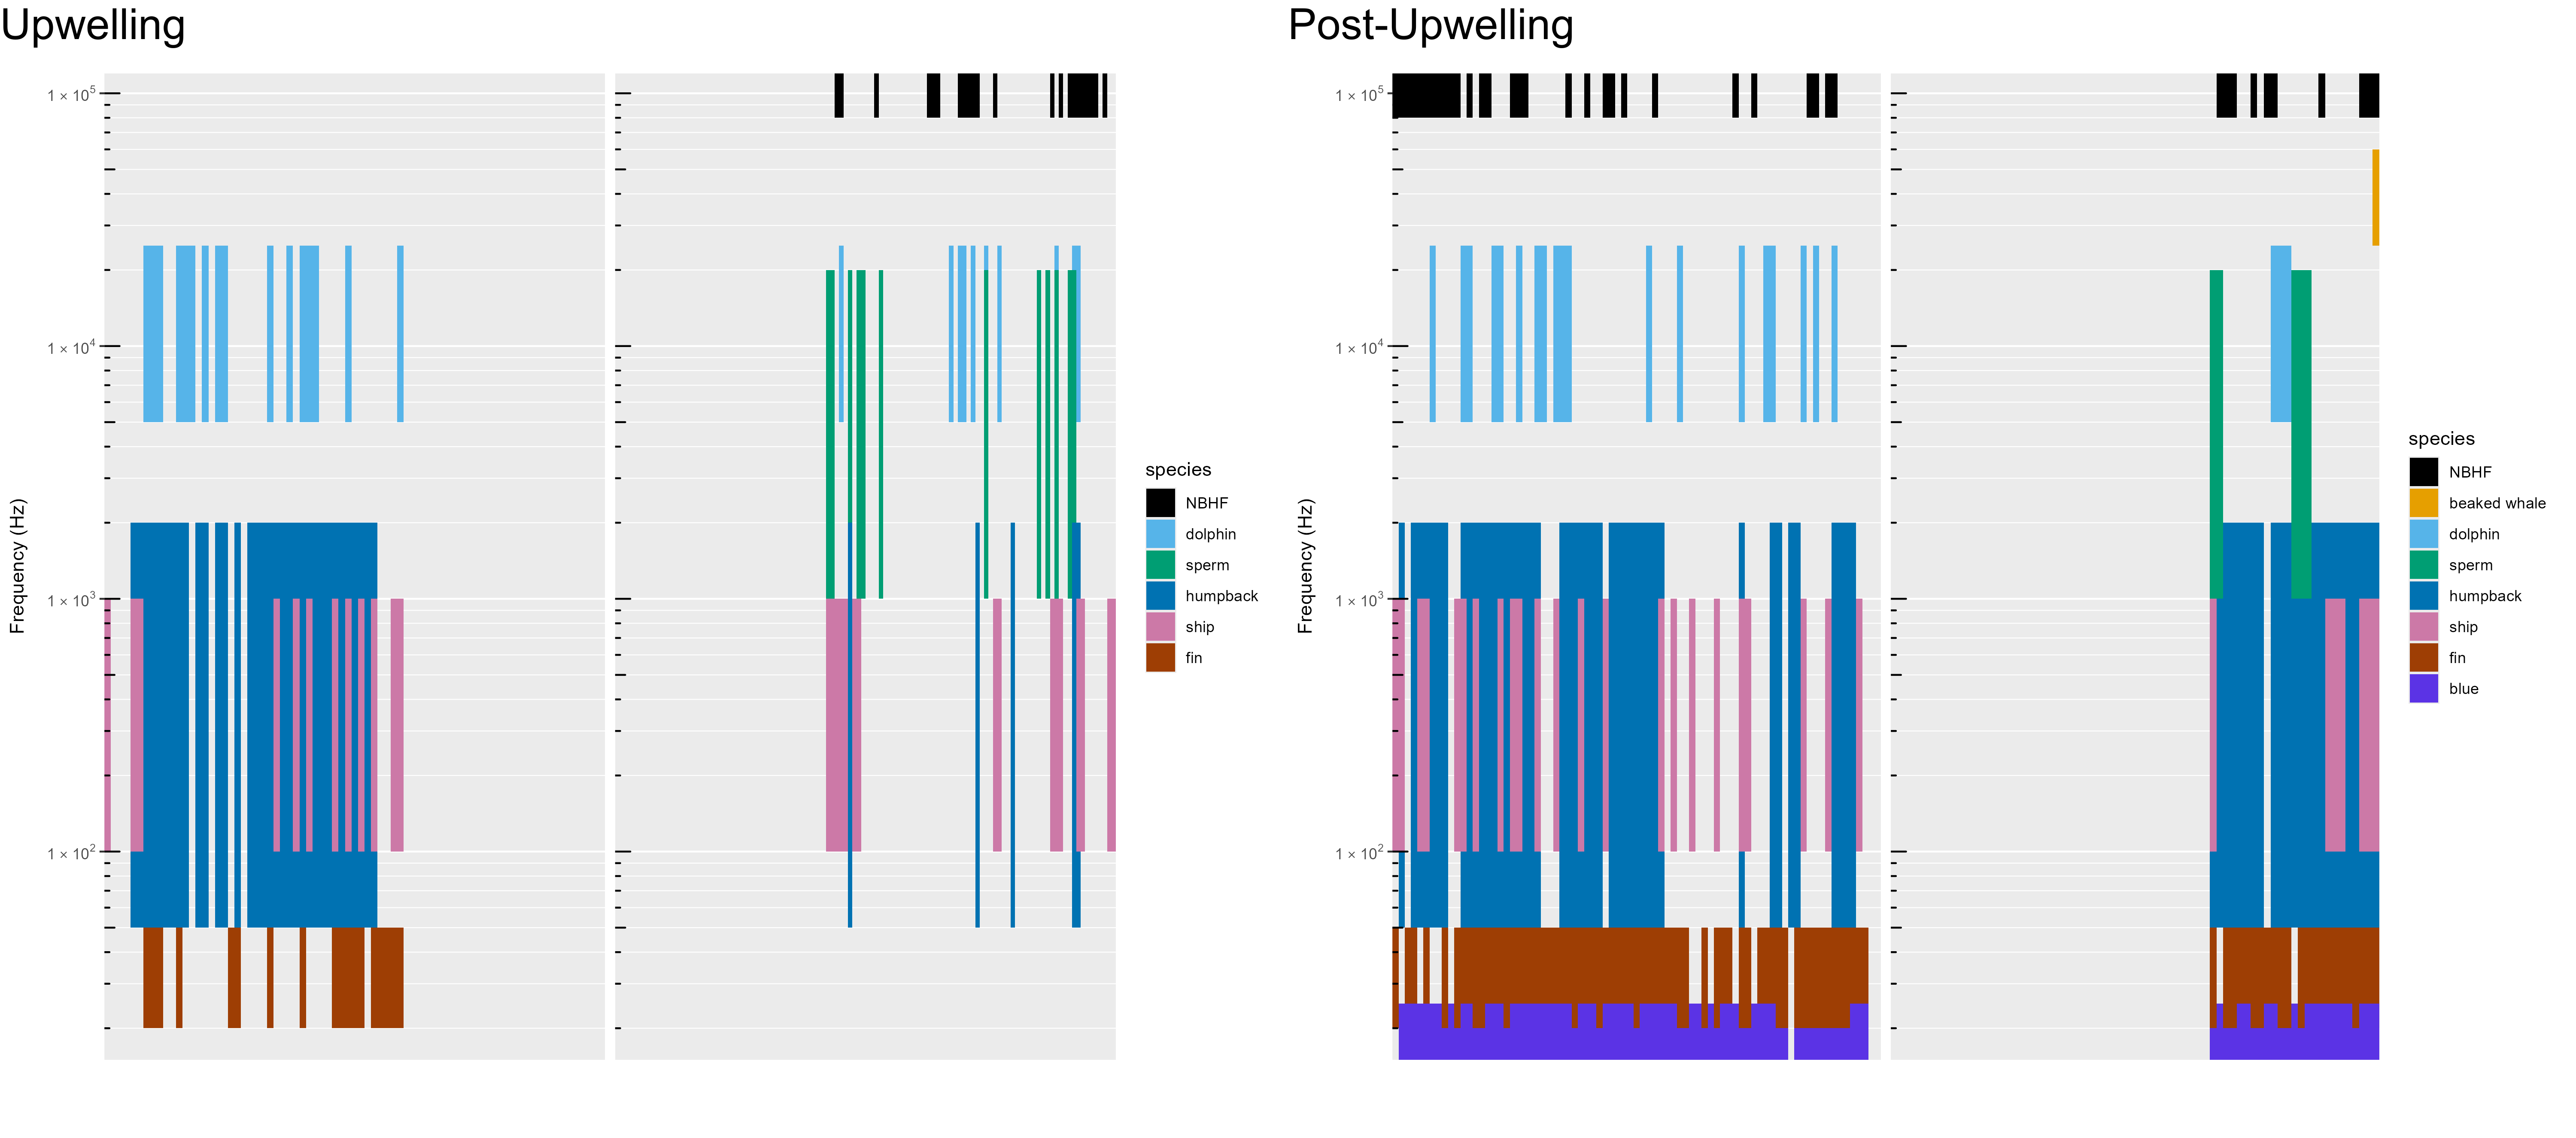 Upwelling
Post-Upwelling
1 × 10⁵
1 × 10⁴
1 × 10³
1 × 10²
Frequency (Hz)
species
NBHF
dolphin
sperm
humpback
ship
fin
1 × 10⁵
1 × 10⁴
1 × 10³
1 × 10²
Frequency (Hz)
species
NBHF
beaked whale
dolphin
sperm
humpback
ship
fin
blue